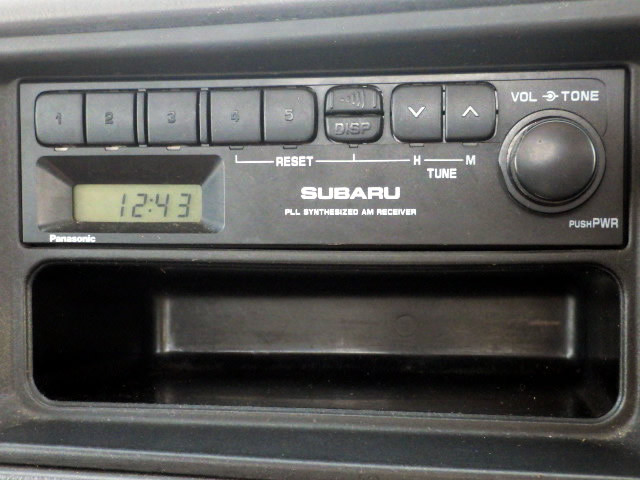 1 2 3 4 5 DISP VOL TONE
RESET H M
TUNE
12:43
SUBARU
PLL SYNTHESIZED AM RECEIVER
PUSH PWR
Panasonic